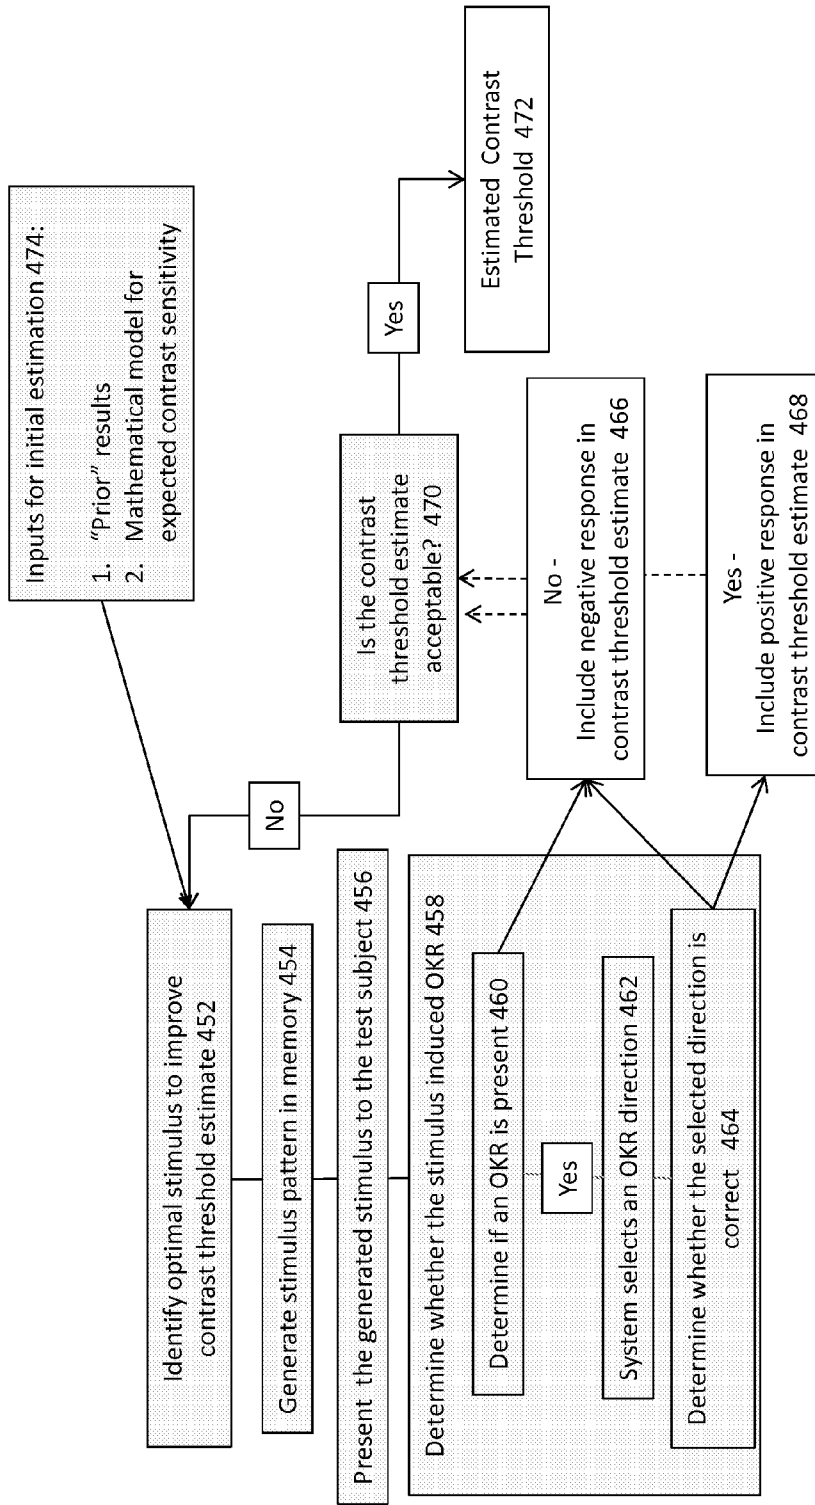 Inputs for initial estimation 474:
1. "Prior" results
2. Mathematical model for
expected contrast sensitivity
Identify optimal stimulus to improve
contrast threshold estimate 452
Generate stimulus pattern in memory 454
Present the generated stimulus to the test subject 456
Determine whether the stimulus induced OKR 458
Determine if an OKR is present 460
Yes
System selects an OKR direction 462
Determine whether the selected direction is
correct 464
No
Is the contrast
threshold estimate
acceptable? 470
No -
Include negative response in
contrast threshold estimate 466
Yes -
Include positive response in
contrast threshold estimate 468
Yes
Estimated Contrast
Threshold 472